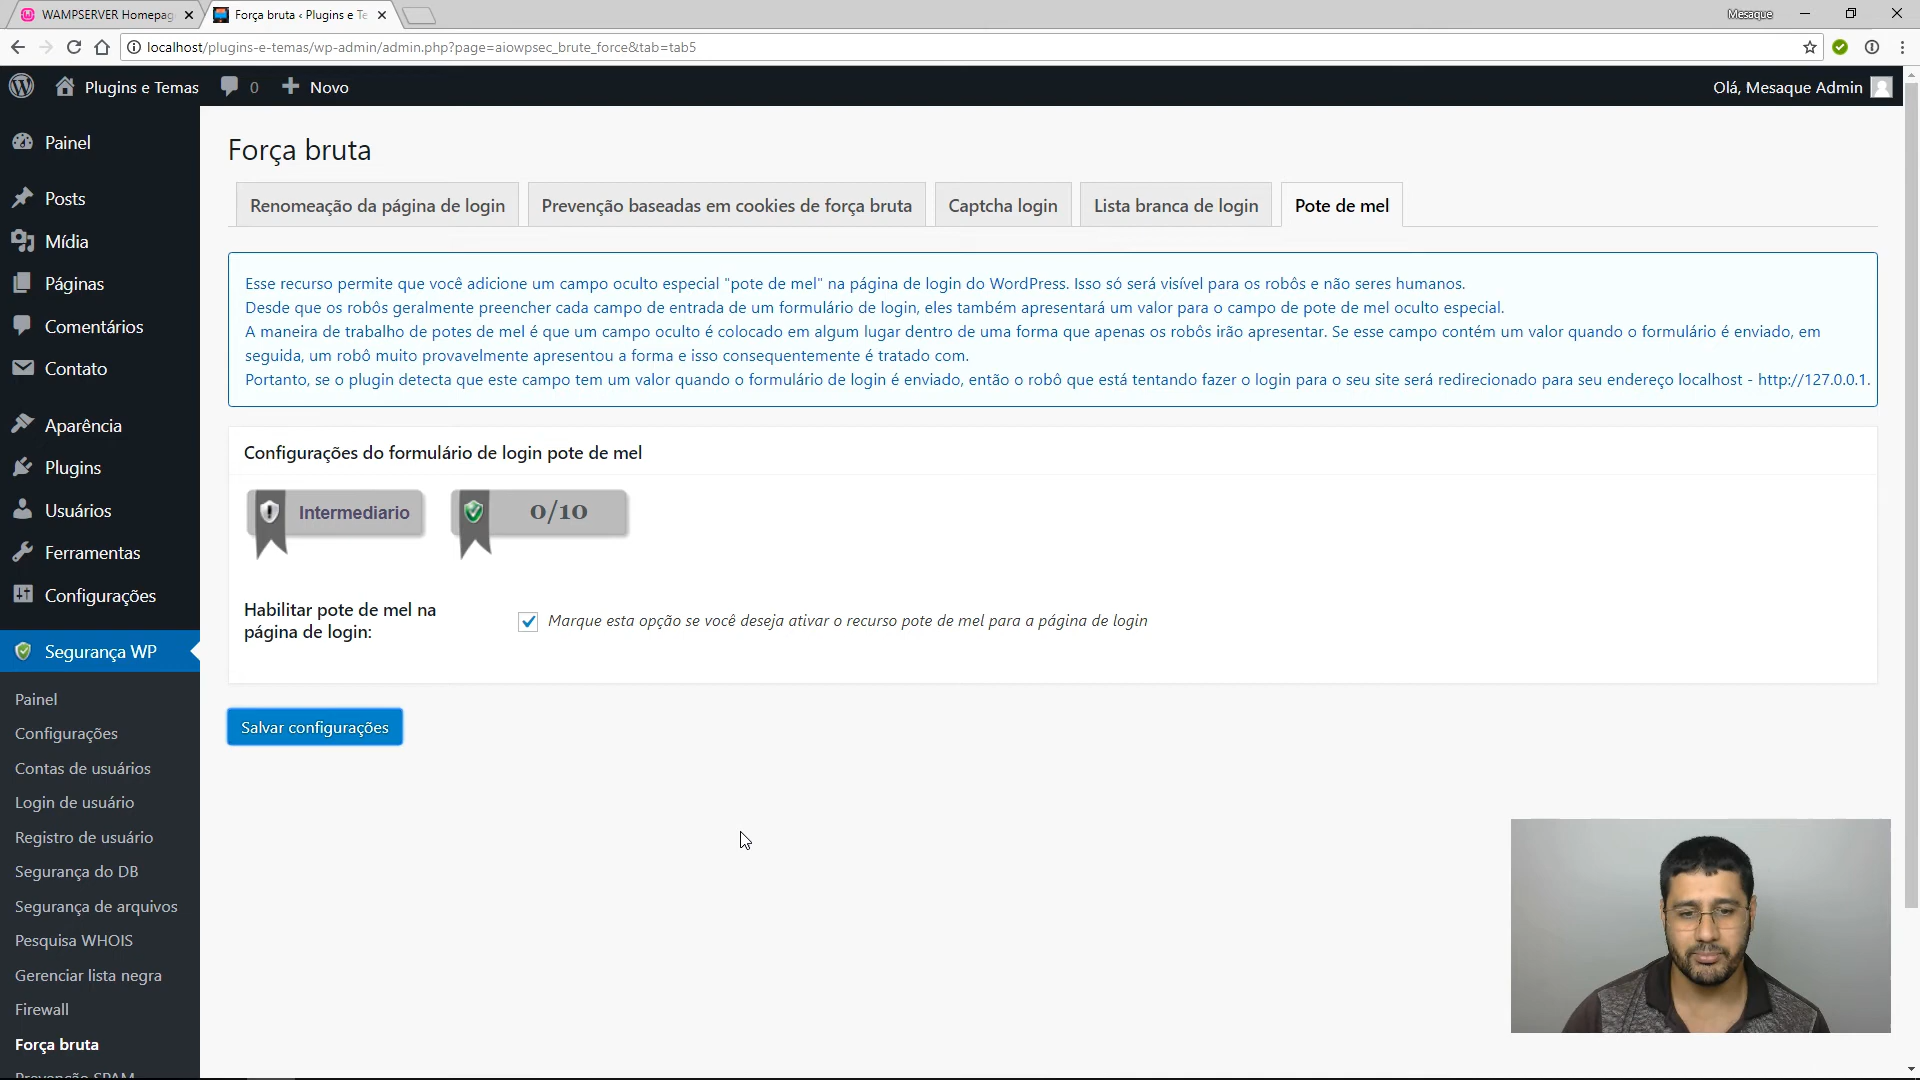 WAMPSERVER Homepag
Força bruta ‹ Plugins e Te
Mesaque
localhost/plugins-e-temas/wp-admin/admin.php?page=aiowpsec_brute_force&tab=tab5
Plugins e Temas
0
Novo
Olá, Mesaque Admin
Painel
Posts
Mídia
Páginas
Comentários
Contato
Aparência
Plugins
Usuários
Ferramentas
Configurações
Segurança WP
Painel
Configurações
Contas de usuários
Login de usuário
Registro de usuário
Segurança do DB
Segurança de arquivos
Pesquisa WHOIS
Gerenciar lista negra
Firewall
Força bruta
Prevenção SPAM
Força bruta
Renomeação da página de login
Prevenção baseadas em cookies de força bruta
Captcha login
Lista branca de login
Pote de mel
Esse recurso permite que você adicione um campo oculto especial "pote de mel" na página de login do WordPress. Isso só será visível para os robôs e não seres humanos.
Desde que os robôs geralmente preencher cada campo de entrada de um formulário de login, eles também apresentará um valor para o campo de pote de mel oculto especial.
A maneira de trabalho de potes de mel é que um campo oculto é colocado em algum lugar dentro de uma forma que apenas os robôs irão apresentar. Se esse campo contém um valor quando o formulário é enviado, em
seguida, um robô muito provavelmente apresentou a forma e isso consequentemente é tratado com.
Portanto, se o plugin detecta que este campo tem um valor quando o formulário de login é enviado, então o robô que está tentando fazer o login para o seu site será redirecionado para seu endereço localhost - http://127.0.0.1.
Configurações do formulário de login pote de mel
Intermediario
0/10
Habilitar pote de mel na
página de login:
Marque esta opção se você deseja ativar o recurso pote de mel para a página de login
Salvar configurações